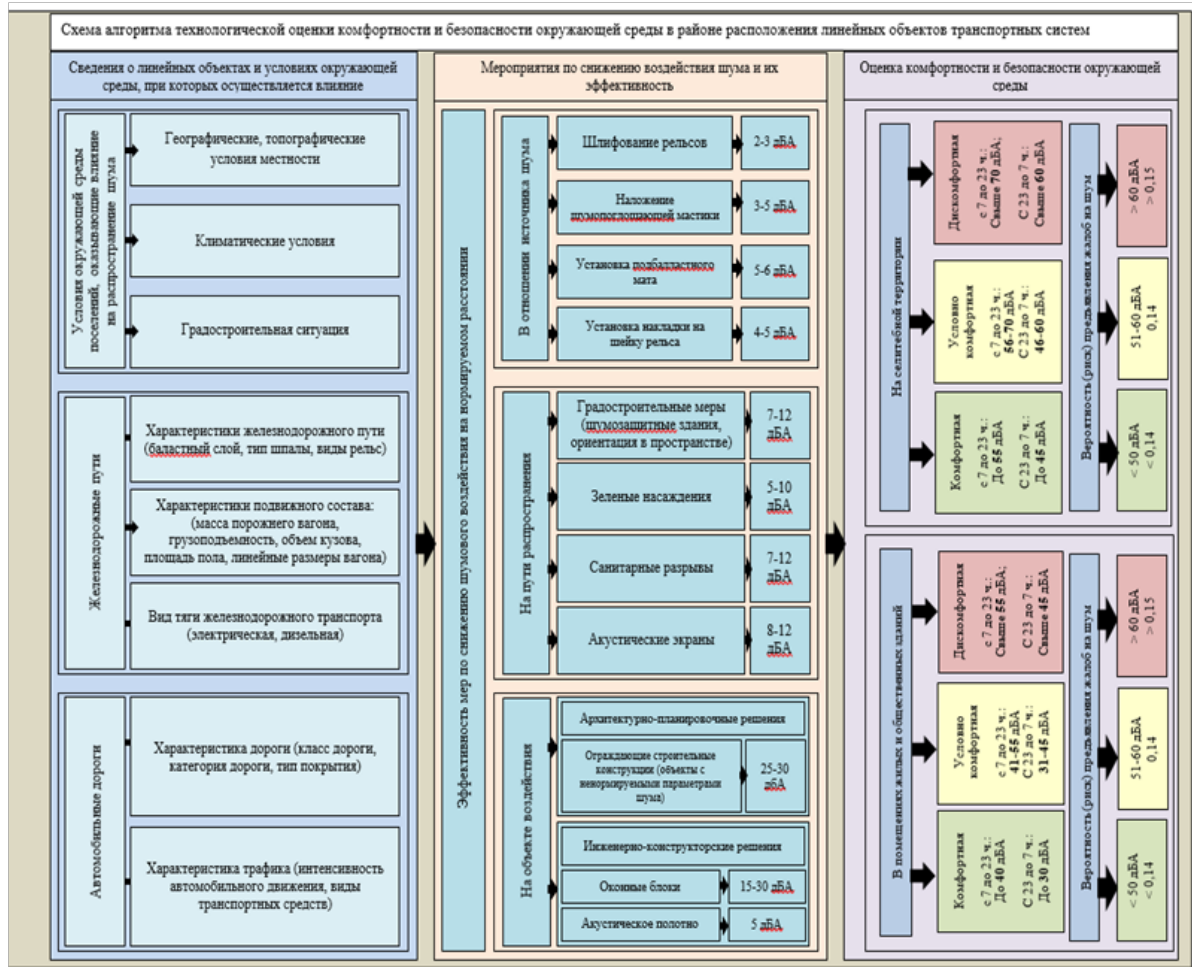 Схема алгоритма технологической оценки комфортности и безопасности окружающей среды в районе расположения линейных объектов транспортных систем
Сведения о линейных объектах и условиях окружающей
среды, при которых осуществляется влияние
Условия окружающей среды
поселений, оказывающие влияние
на распространение шума
Географические, топографические
условия местности
Климатические условия
Градостроительная ситуация
Железнодорожные пути
Характеристики железнодорожного пути
(баластный слой, тип шпалы, виды рельс)
Характеристики подвижного состава:
(масса порожнего вагона,
грузоподъемность, объем кузова,
площадь пола, линейные размеры вагона)
Вид тяги железнодорожного транспорта
(электрическая, дизельная)
Автомобильные дороги
Характеристика дороги (класс дороги,
категория дороги, тип покрытия)
Характеристика трафика (интенсивность
автомобильного движения, виды
транспортных средств)
Мероприятия по снижению воздействия шума и их
эффективность
Эффективность мер по снижению шумового воздействия на нормируемом расстоянии
В отношении источника шума
Шлифование рельсов
2-3 дБА
Наложение
шумопоглощающей мастики
3-5 дБА
Установка подбалластного
мата
5-6 дБА
Установка накладки на
шейку рельса
4-5 дБА
На пути распространения
Градостроительные меры
(шумозащитные здания,
ориентация в пространстве)
7-12
дБА
Зеленые насаждения
5-10
дБА
Санитарные разрывы
7-12
дБА
Акустические экраны
8-12
дБА
На объекте воздействия
Архитектурно-планировочные решения
Ограждающие строительные
конструкции (объекты с
ненормируемыми параметрами
шума)
25-30
дбА
Инженерно-конструкторские решения
Оконные блоки
15-30 дБА
Акустическое полотно
5 дБА
Оценка комфортности и безопасности окружающей
среды
На селитебной территории
Дискомфортная
с 7 до 23 ч.:
Свыше 70 дБА;
С 23 до 7 ч.:
Свыше 60 дБА
Условно
комфортная
с 7 до 23 ч.:
56-70 дБА
С 23 до 7 ч.:
46-60 дБА
Комфортная
с 7 до 23 ч.:
До 55 дБА
С 23 до 7 ч.:
До 45 дБА
Вероятность (риск) предъявления жалоб на шум
> 60 дБА
> 0,15
51-60 дБА
0,14
< 50 дБА
< 0,14
В помещениях жилых и общественных зданий
Дискомфортная
с 7 до 23 ч.:
Свыше 55 дБА;
С 23 до 7 ч.:
Свыше 45 дБА
Условно
комфортная
с 7 до 23 ч.:
41-55 дБА
С 23 до 7 ч.:
31-45 дБА
Комфортная
с 7 до 23 ч.:
До 40 дБА
С 23 до 7 ч.:
До 30 дБА
Вероятность (риск) предъявления жалоб на шум
> 60 дБА
> 0,15
51-60 дБА
0,14
< 50 дБА
< 0,14